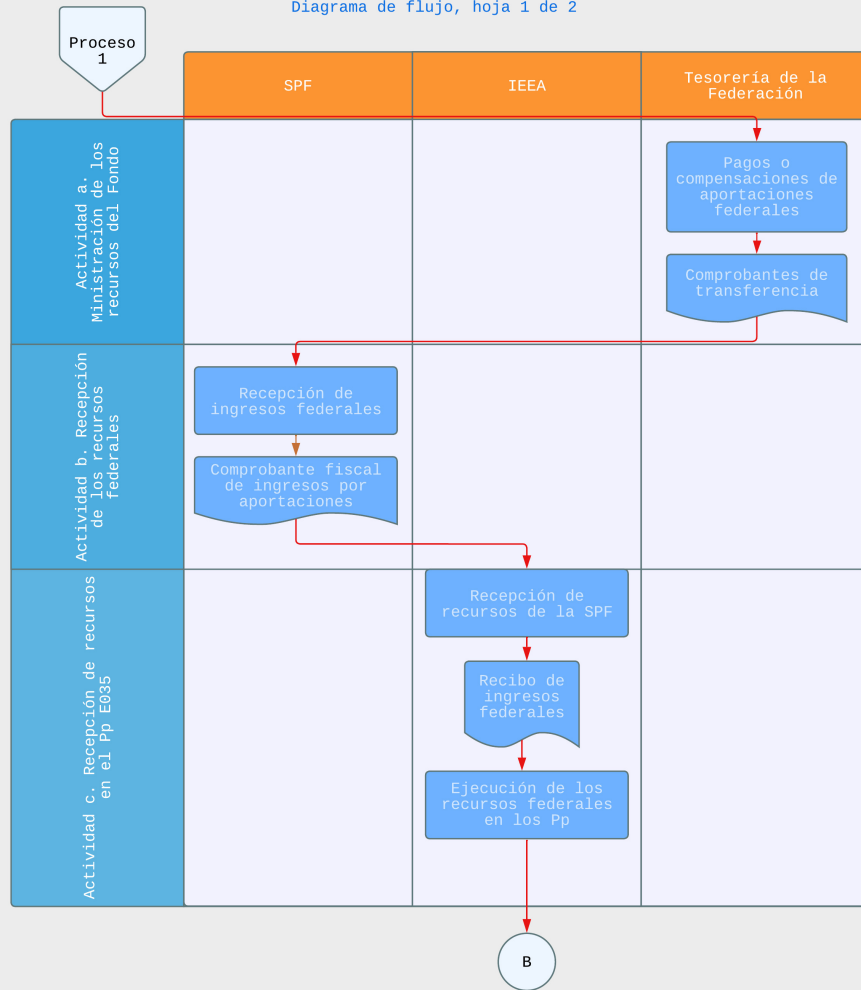 Diagrama de flujo, hoja 1 de 2
Proceso
1
SPF
IEEA
Tesorería de la
Federación
Actividad a.
Ministración de los
recursos del Fondo
Pagos o
compensaciones de
aportaciones
federales
Comprobantes de
transferencia
Actividad b. Recepción
de los recursos
federales
Recepción de
ingresos federales
Comprobante fiscal
de ingresos por
aportaciones
Actividad c. Recepción de recursos
en el Pp E035
Recepción de
recursos de la SPF
Recibo de
ingresos
federales
Ejecución de los
recursos federales
en los Pp
B